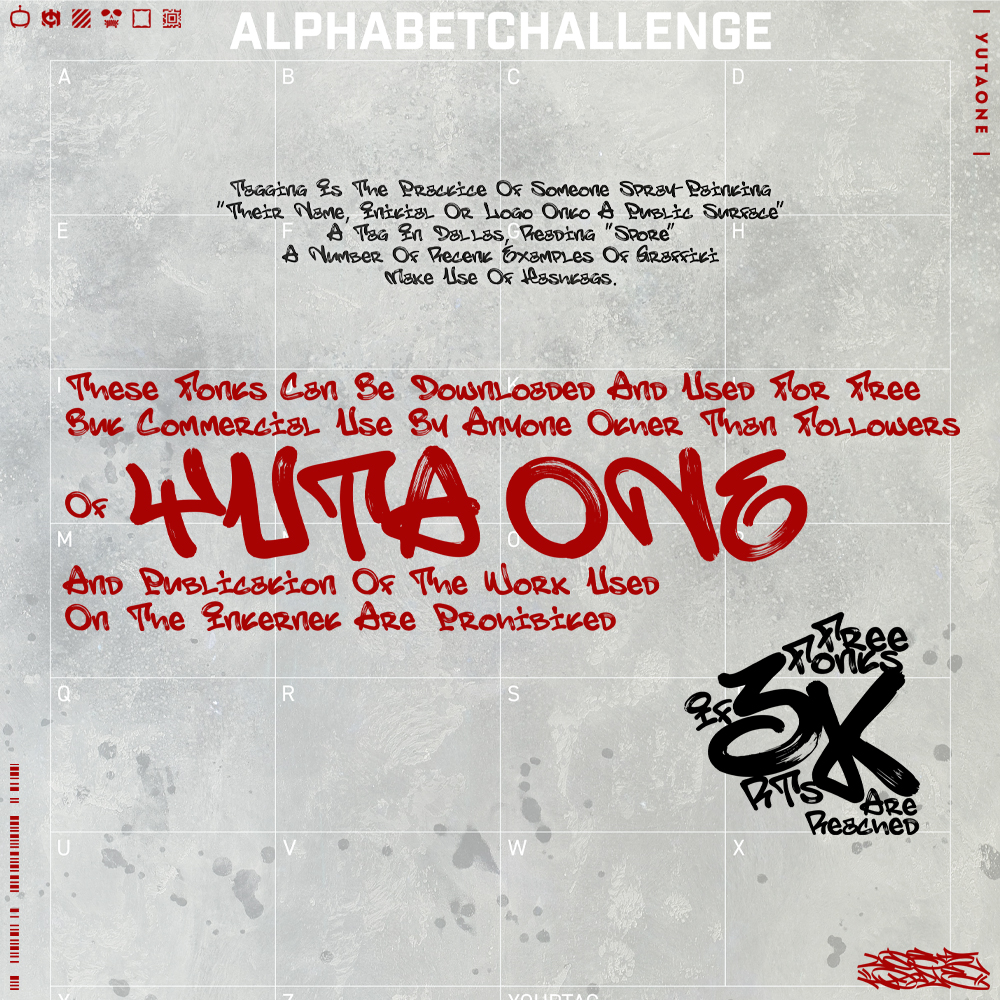 ALPHABETCHALLENGE
YUTAONE
A B C D
Tagging Is The Practice Of Someone Spray-Painting
"Their Name, Initial Or Logo Onto A Public Surface"
E F G H
A Tag In Dallas, Reading "Spore"
A Number Of Recent Examples Of Graffiti
Make Use Of Hashtags.
I K
These Fonts Can Be Downloaded And Used For Free
But Commercial Use By Anyone Other Than Followers
Of YUTA ONE
M O
And Publication Of The Work Used
On The Internet Are Prohibited
Free
Fonts
If 3K
RTs Are
Reached
Q R S
U V W X
Y Z YOURTAG